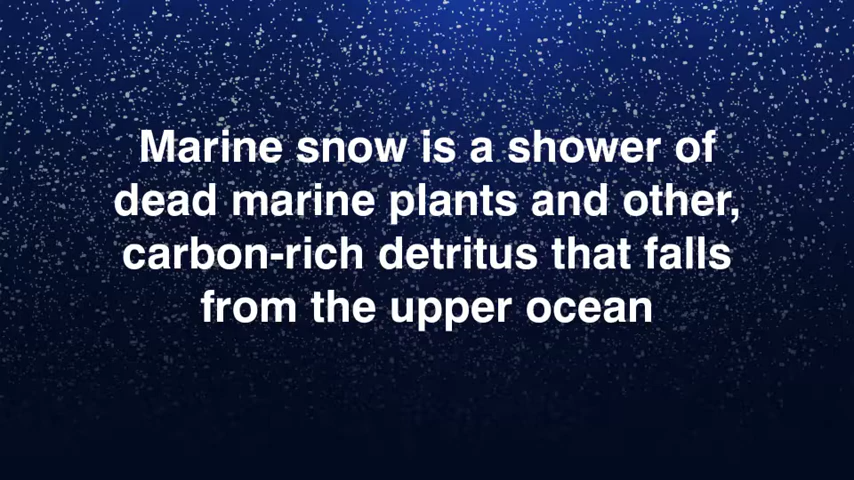 Marine snow is a shower of
dead marine plants and other,
carbon-rich detritus that falls
from the upper ocean